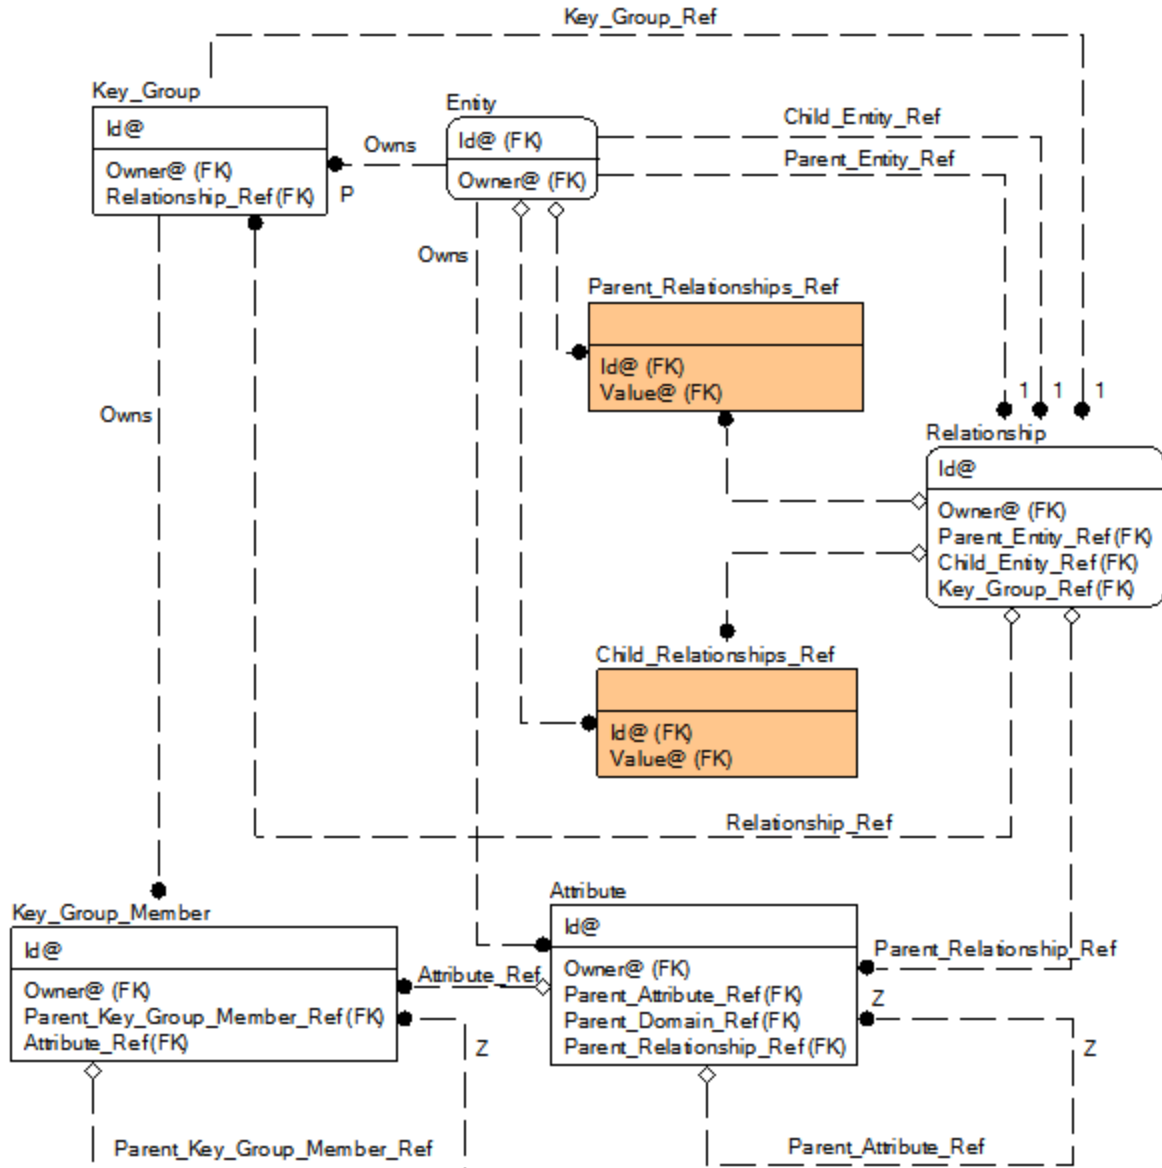 Key_Group_Ref
Key_Group
Id@
Owner@ (FK)
Relationship_Ref(FK)
Owns
P
Entity
Id@ (FK)
Owner@ (FK)
Child_Entity_Ref
Parent_Entity_Ref
Owns
Parent_Relationships_Ref
Id@ (FK)
Value@ (FK)
1
1
1
Owns
Relationship
Id@
Owner@ (FK)
Parent_Entity_Ref(FK)
Child_Entity_Ref(FK)
Key_Group_Ref(FK)
Child_Relationships_Ref
Id@ (FK)
Value@ (FK)
Relationship_Ref
Key_Group_Member
Id@
Owner@ (FK)
Parent_Key_Group_Member_Ref(FK)
Attribute_Ref(FK)
Attribute_Ref
Z
Attribute
Id@
Owner@ (FK)
Parent_Attribute_Ref(FK)
Parent_Domain_Ref(FK)
Parent_Relationship_Ref(FK)
Parent_Relationship_Ref
Z
Z
Parent_Key_Group_Member_Ref
Parent_Attribute_Ref